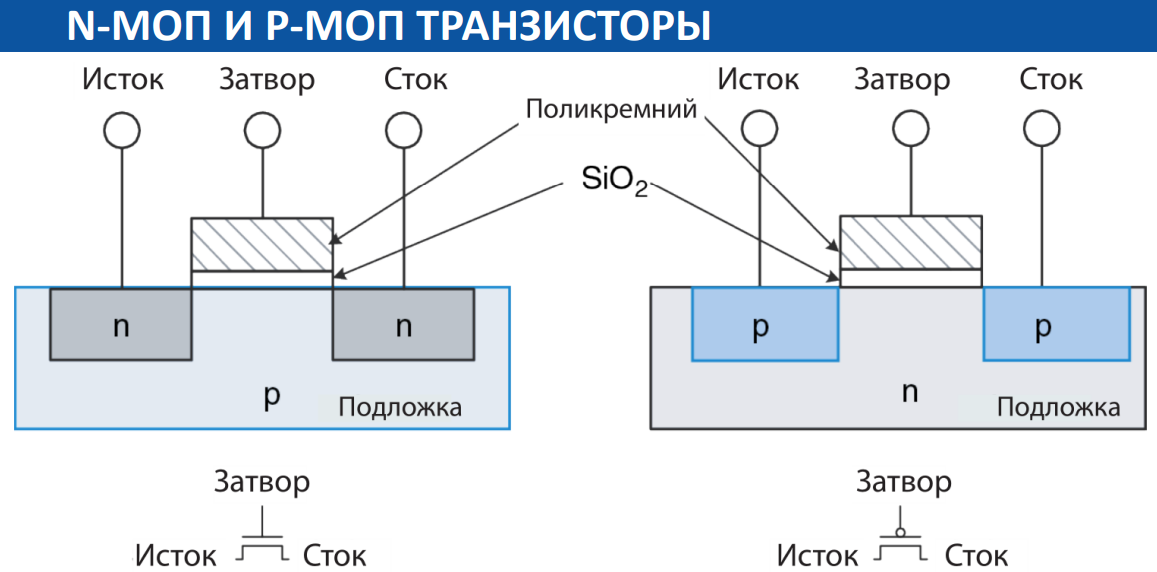 N-МОП И P-МОП ТРАНЗИСТОРЫ
Исток Затвор Сток
Поликремний
Исток Затвор Сток
SiO₂
n n
p Подложка
p p
n Подложка
Затвор
Исток Сток
Затвор
Исток Сток